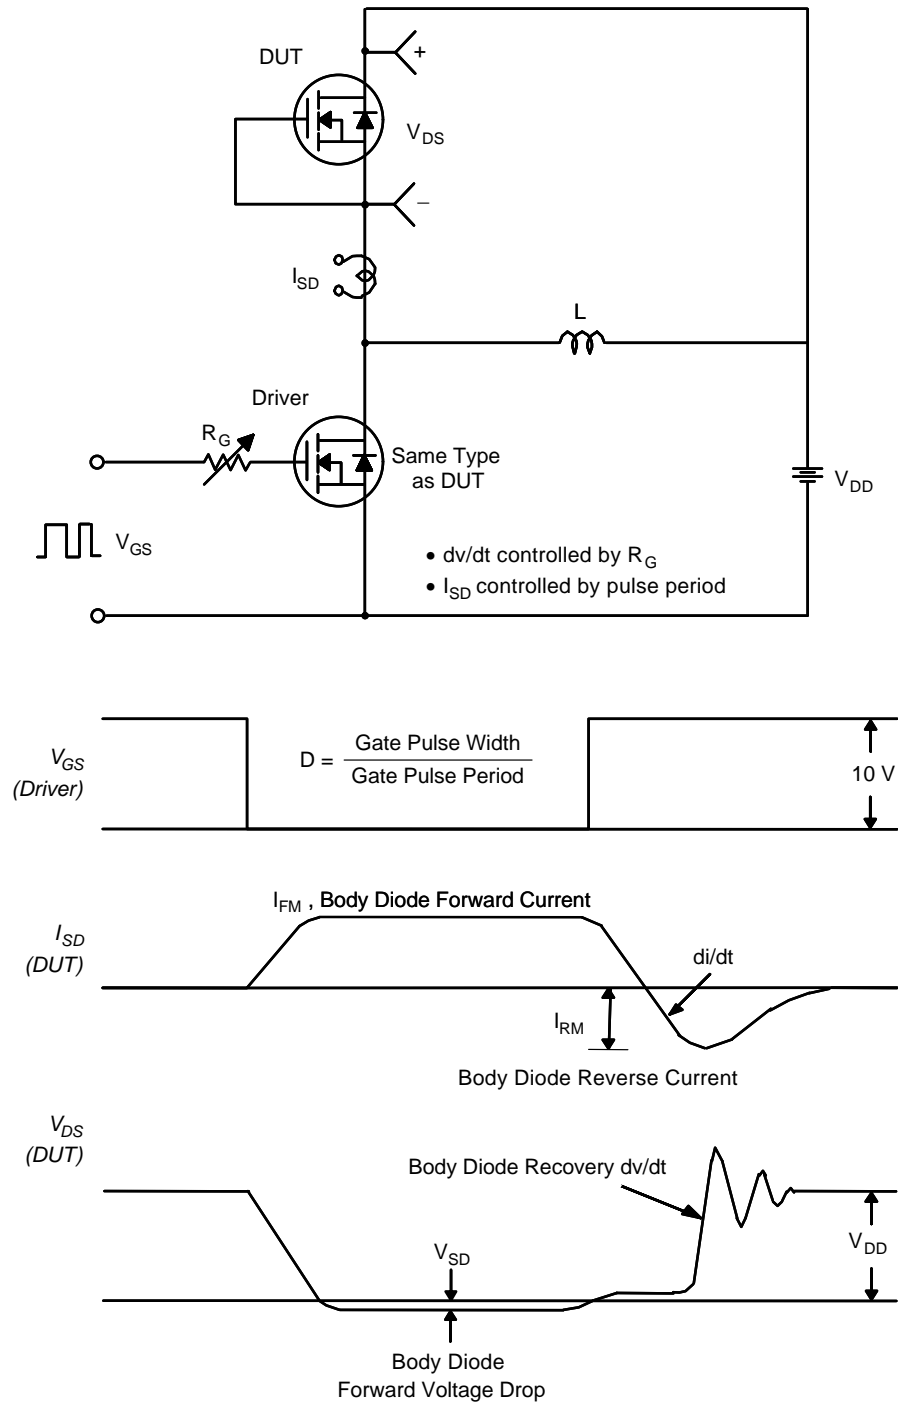 DUT
+
V_DS
–
I_SD
L
Driver
R_G
Same Type
as DUT
V_DD
V_GS
• dv/dt controlled by R_G
• I_SD controlled by pulse period
V_GS
(Driver)
D = Gate Pulse Width
Gate Pulse Period
10 V
I_FM , Body Diode Forward Current
I_SD
(DUT)
di/dt
I_RM
Body Diode Reverse Current
V_DS
(DUT)
Body Diode Recovery dv/dt
V_SD
V_DD
Body Diode
Forward Voltage Drop